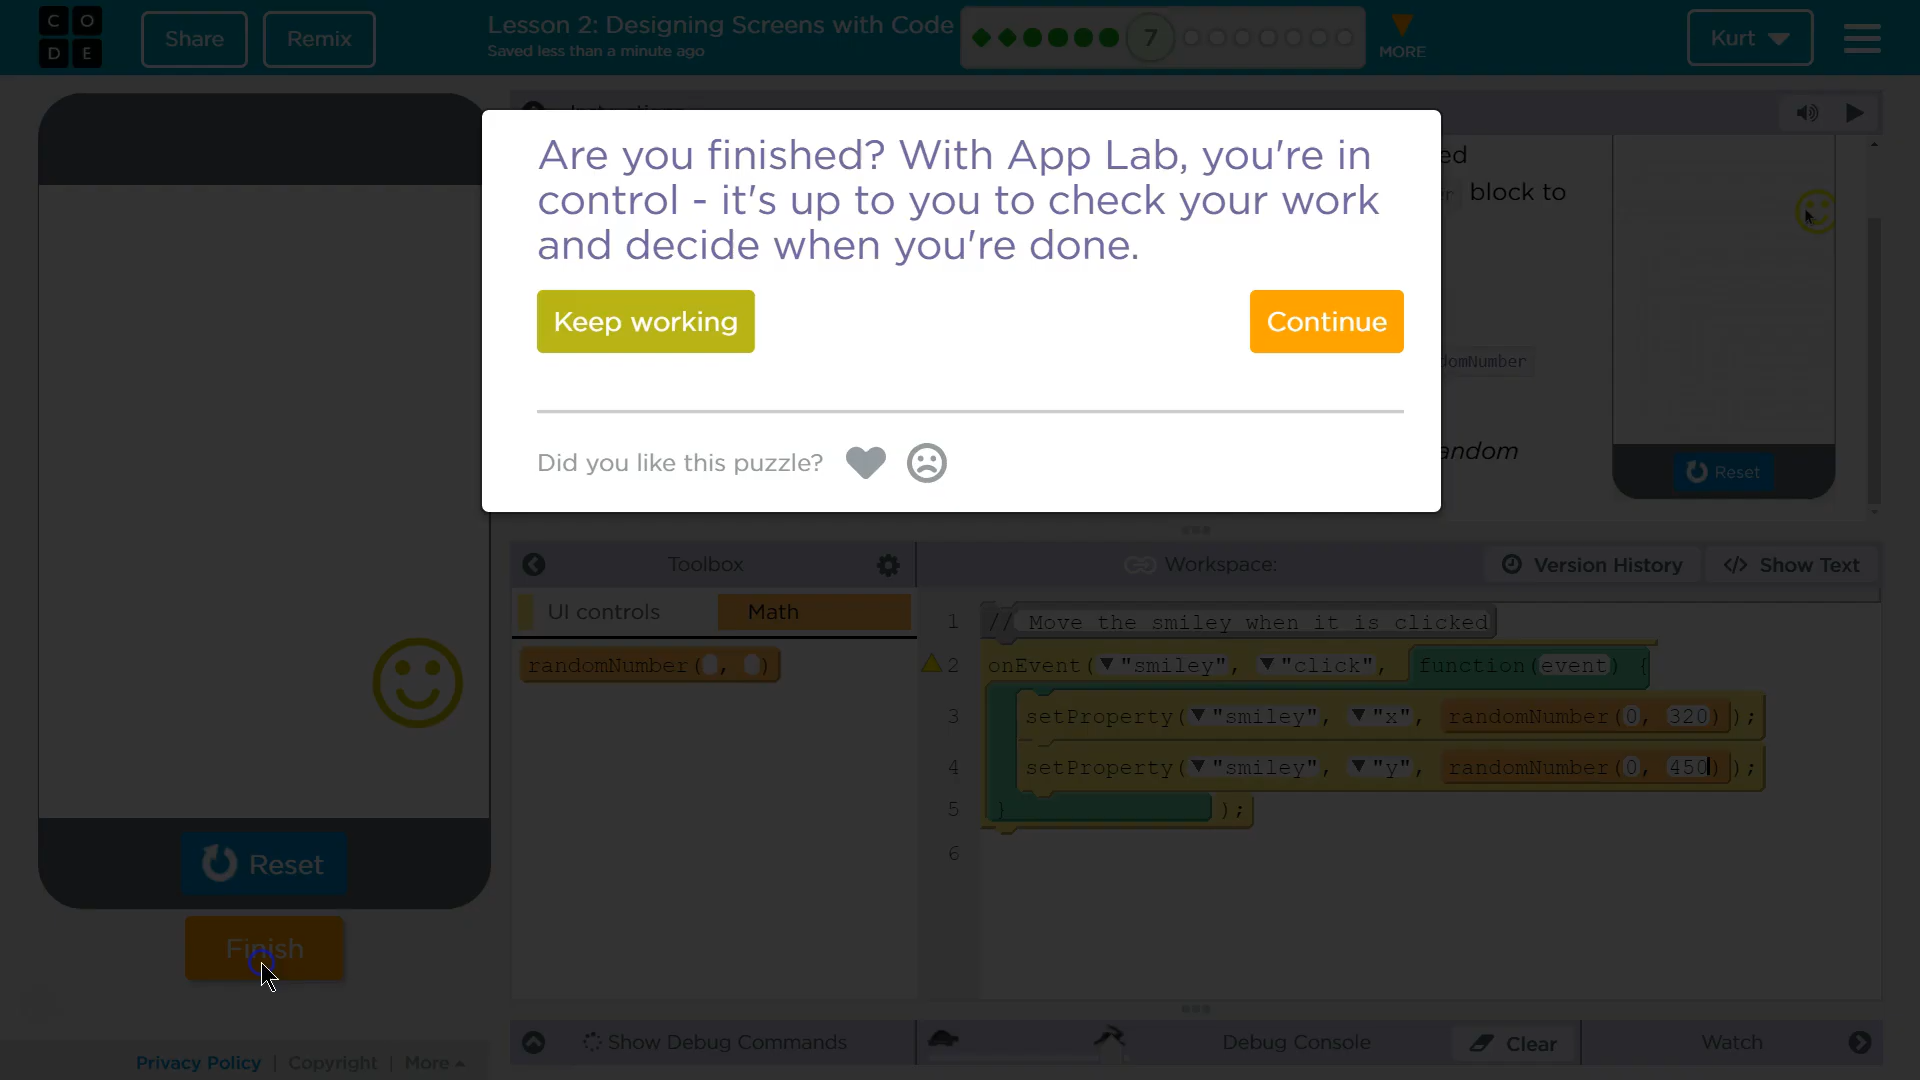 C O
D E
Share
Remix
Lesson 2: Designing Screens with Code
Saved less than a minute ago
7
MORE
Kurt
Are you finished? With App Lab, you're in
control - it's up to you to check your work
and decide when you're done.
Keep working
Continue
Did you like this puzzle?
block to
Reset
Toolbox
Workspace:
Version History
</> Show Text
UI controls
Math
randomNumber( , )
1 // Move the smiley when it is clicked
2 onEvent(▼"smiley", ▼"click", function(event) {
3 setProperty(▼"smiley", ▼"x", randomNumber(0, 320));
4 setProperty(▼"smiley", ▼"y", randomNumber(0, 450));
5 } );
6
Reset
Finish
Show Debug Commands
Debug Console
Clear
Watch
Privacy Policy | Copyright | More